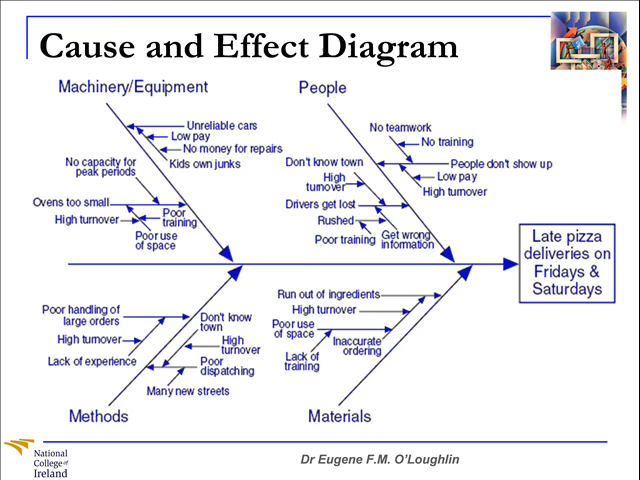 Cause and Effect Diagram
Machinery/Equipment
People
Unreliable cars
Low pay
No money for repairs
Kids own junks
No capacity for
peak periods
Ovens too small
High turnover
Poor
training
Poor use
of space
No teamwork
No training
People don't show up
Low pay
High turnover
Don't know town
High
turnover
Drivers get lost
Rushed
Poor training
Get wrong
information
Late pizza
deliveries on
Fridays &
Saturdays
Poor handling of
large orders
High turnover
Lack of experience
Don't know
town
High
turnover
Poor
dispatching
Many new streets
Run out of ingredients
High turnover
Poor use
of space
Inaccurate
ordering
Lack of
training
Methods
Materials
National
College of
Ireland
Dr Eugene F.M. O'Loughlin